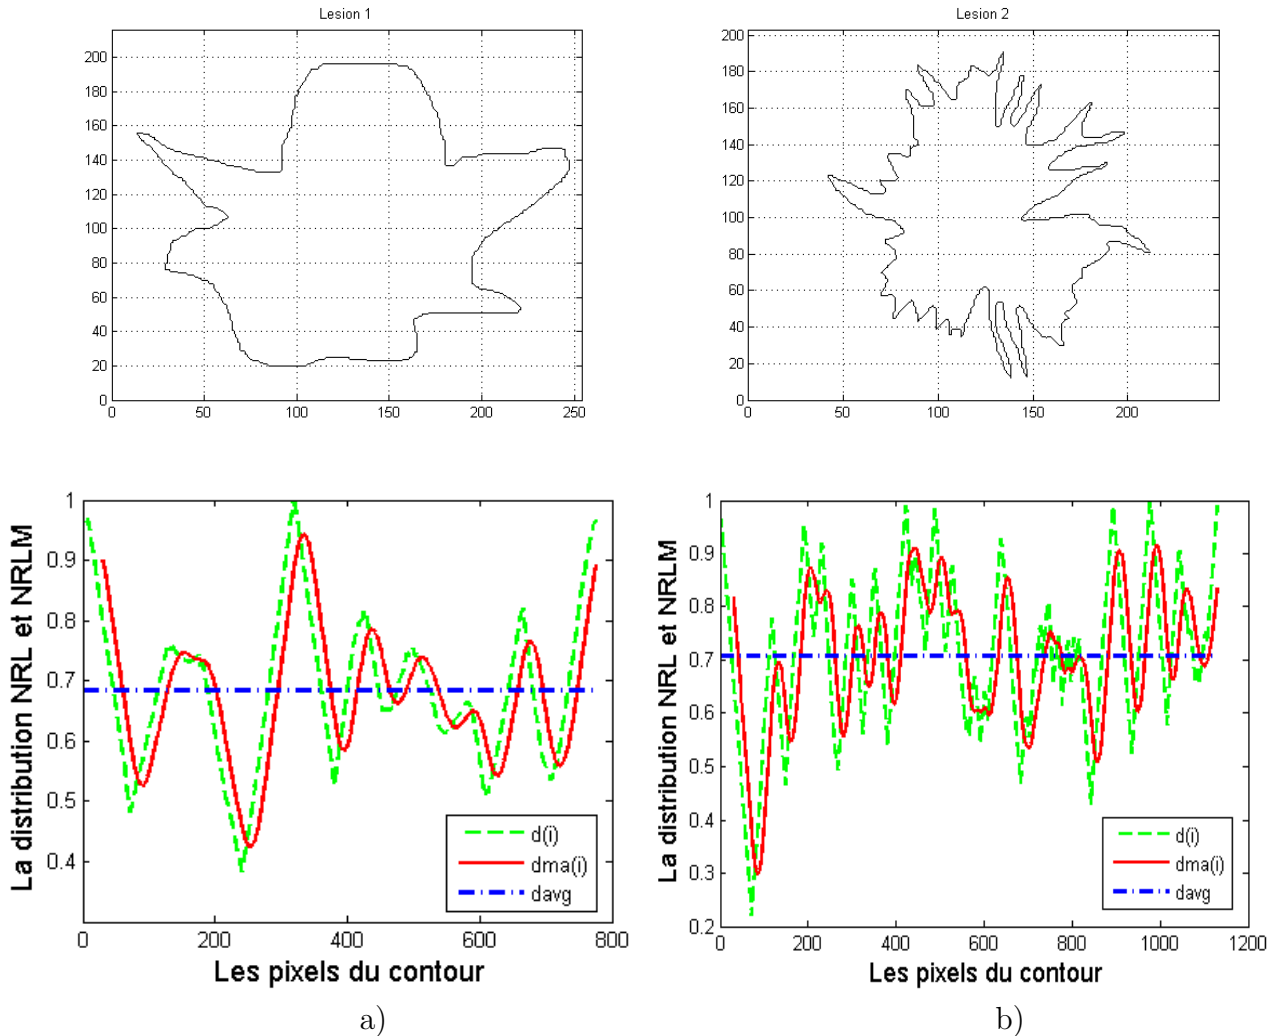 Lesion 1
200
180
160
140
120
100
80
60
40
20
0
0 50 100 150 200 250
Lesion 2
200
180
160
140
120
100
80
60
40
20
0
0 50 100 150 200
La distribution NRL et NRLM
1
0.9
0.8
0.7
0.6
0.5
0.4
0 200 400 600 800
d(i)
dma(i)
davg
Les pixels du contour
a)
La distribution NRL et NRLM
1
0.9
0.8
0.7
0.6
0.5
0.4
0.3
0.2
0 200 400 600 800 1000 1200
d(i)
dma(i)
davg
Les pixels du contour
b)